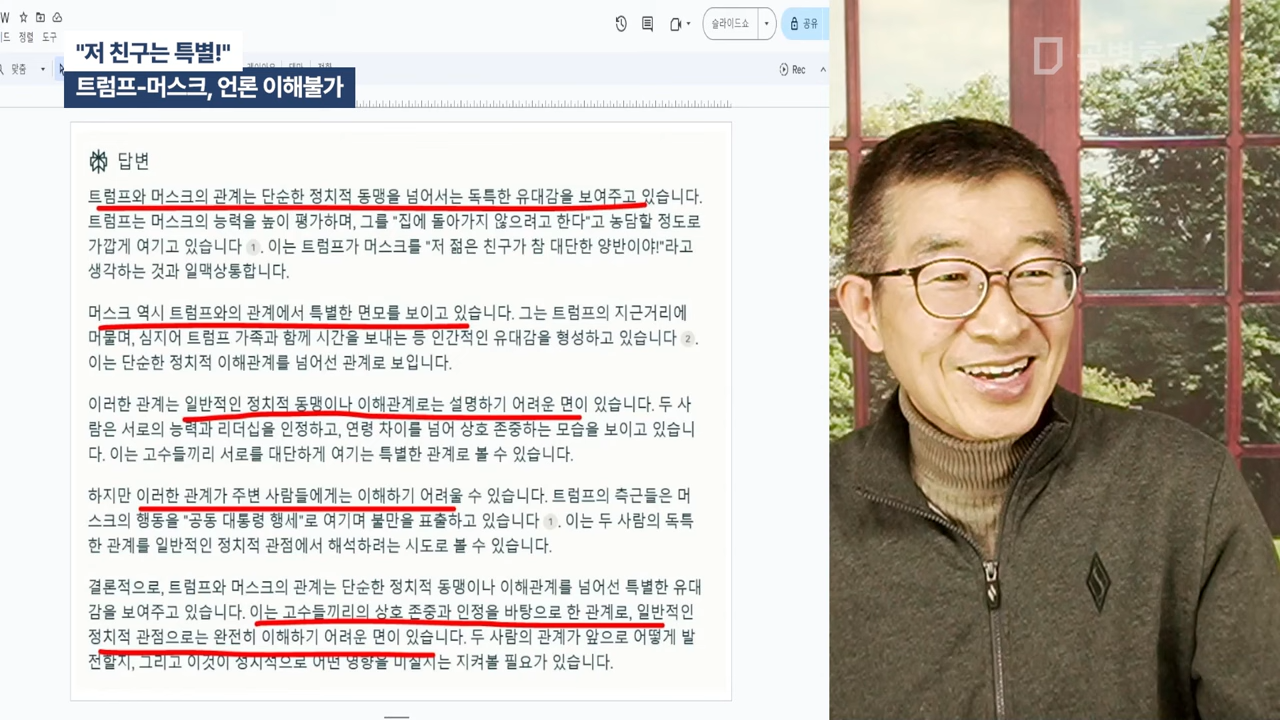 슬라이드쇼
공유
정렬 도구
"저 친구는 특별!"
맞춤
Rec
트럼프-머스크, 언론 이해불가
공병호TV
답변
트럼프와 머스크의 관계는 단순한 정치적 동맹을 넘어서는 독특한 유대감을 보여주고 있습니다.
트럼프는 머스크의 능력을 높이 평가하며, 그를 "집에 돌아가지 않으려고 한다"고 농담할 정도로
가깝게 여기고 있습니다 1. 이는 트럼프가 머스크를 "저 젊은 친구가 참 대단한 양반이야!"라고
생각하는 것과 일맥상통합니다.
머스크 역시 트럼프와의 관계에서 특별한 면모를 보이고 있습니다. 그는 트럼프의 지근거리에
머물며, 심지어 트럼프 가족과 함께 시간을 보내는 등 인간적인 유대감을 형성하고 있습니다 2.
이는 단순한 정치적 이해관계를 넘어선 관계로 보입니다.
이러한 관계는 일반적인 정치적 동맹이나 이해관계로는 설명하기 어려운 면이 있습니다. 두 사
람은 서로의 능력과 리더십을 인정하고, 연령 차이를 넘어 상호 존중하는 모습을 보이고 있습니
다. 이는 고수들끼리 서로를 대단하게 여기는 특별한 관계로 볼 수 있습니다.
하지만 이러한 관계가 주변 사람들에게는 이해하기 어려울 수 있습니다. 트럼프의 측근들은 머
스크의 행동을 "공동 대통령 행세"로 여기며 불만을 표출하고 있습니다 1. 이는 두 사람의 독특
한 관계를 일반적인 정치적 관점에서 해석하려는 시도로 볼 수 있습니다.
결론적으로, 트럼프와 머스크의 관계는 단순한 정치적 동맹이나 이해관계를 넘어선 특별한 유대
감을 보여주고 있습니다. 이는 고수들끼리의 상호 존중과 인정을 바탕으로 한 관계로, 일반적인
정치적 관점으로는 완전히 이해하기 어려운 면이 있습니다. 두 사람의 관계가 앞으로 어떻게 발
전할지, 그리고 이것이 정치적으로 어떤 영향을 미칠지는 지켜볼 필요가 있습니다.